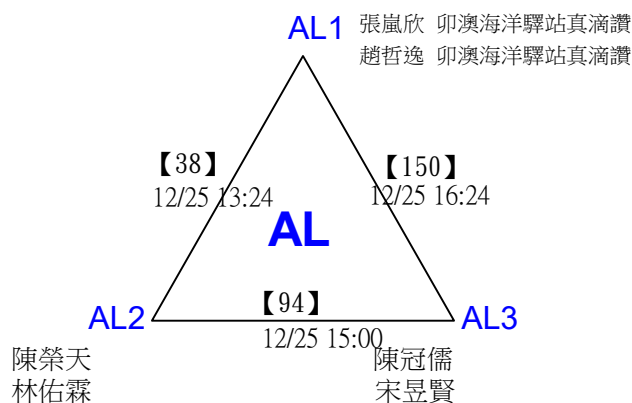 AL1
張嵐欣 卯澳海洋驛站真滴讚
趙哲逸 卯澳海洋驛站真滴讚
【38】
12/25 13:24
【150】
12/25 16:24
AL
AL2
【94】
12/25 15:00
AL3
陳榮天
林佑霖
陳冠儒
宋昱賢